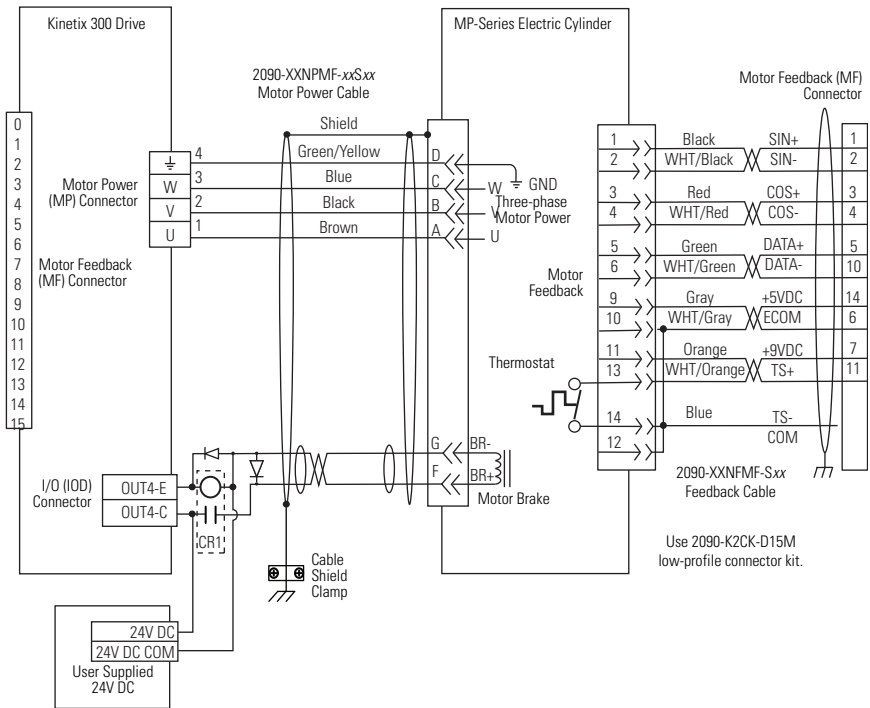 Kinetix 300 Drive
MP-Series Electric Cylinder
2090-XXNPMF-xxSxx
Motor Power Cable
Motor Feedback (MF)
Connector
0
1
2
3
4
5
6
7
8
9
10
11
12
13
14
15
Motor Power
(MP) Connector
Motor Feedback
(MF) Connector
W
V
U
4
3
2
1
Shield
Green/Yellow
Blue
Black
Brown
D
C
B
A
GND
W
Three-phase
V
Motor Power
U
Motor
Feedback
1
2
3
4
5
6
9
10
11
13
14
12
Black SIN+ 1
WHT/Black SIN- 2
Red COS+ 3
WHT/Red COS- 4
Green DATA+ 5
WHT/Green DATA- 10
Gray +5VDC 14
WHT/Gray ECOM 6
Orange +9VDC 7
WHT/Orange TS+ 11
Blue TS-
COM
Thermostat
G BR-
F BR+
Motor Brake
2090-XXNFMF-Sxx
Feedback Cable
I/O (IOD)
Connector
OUT4-E
OUT4-C
CR1
Use 2090-K2CK-D15M
low-profile connector kit.
Cable
Shield
Clamp
24V DC
24V DC COM
User Supplied
24V DC